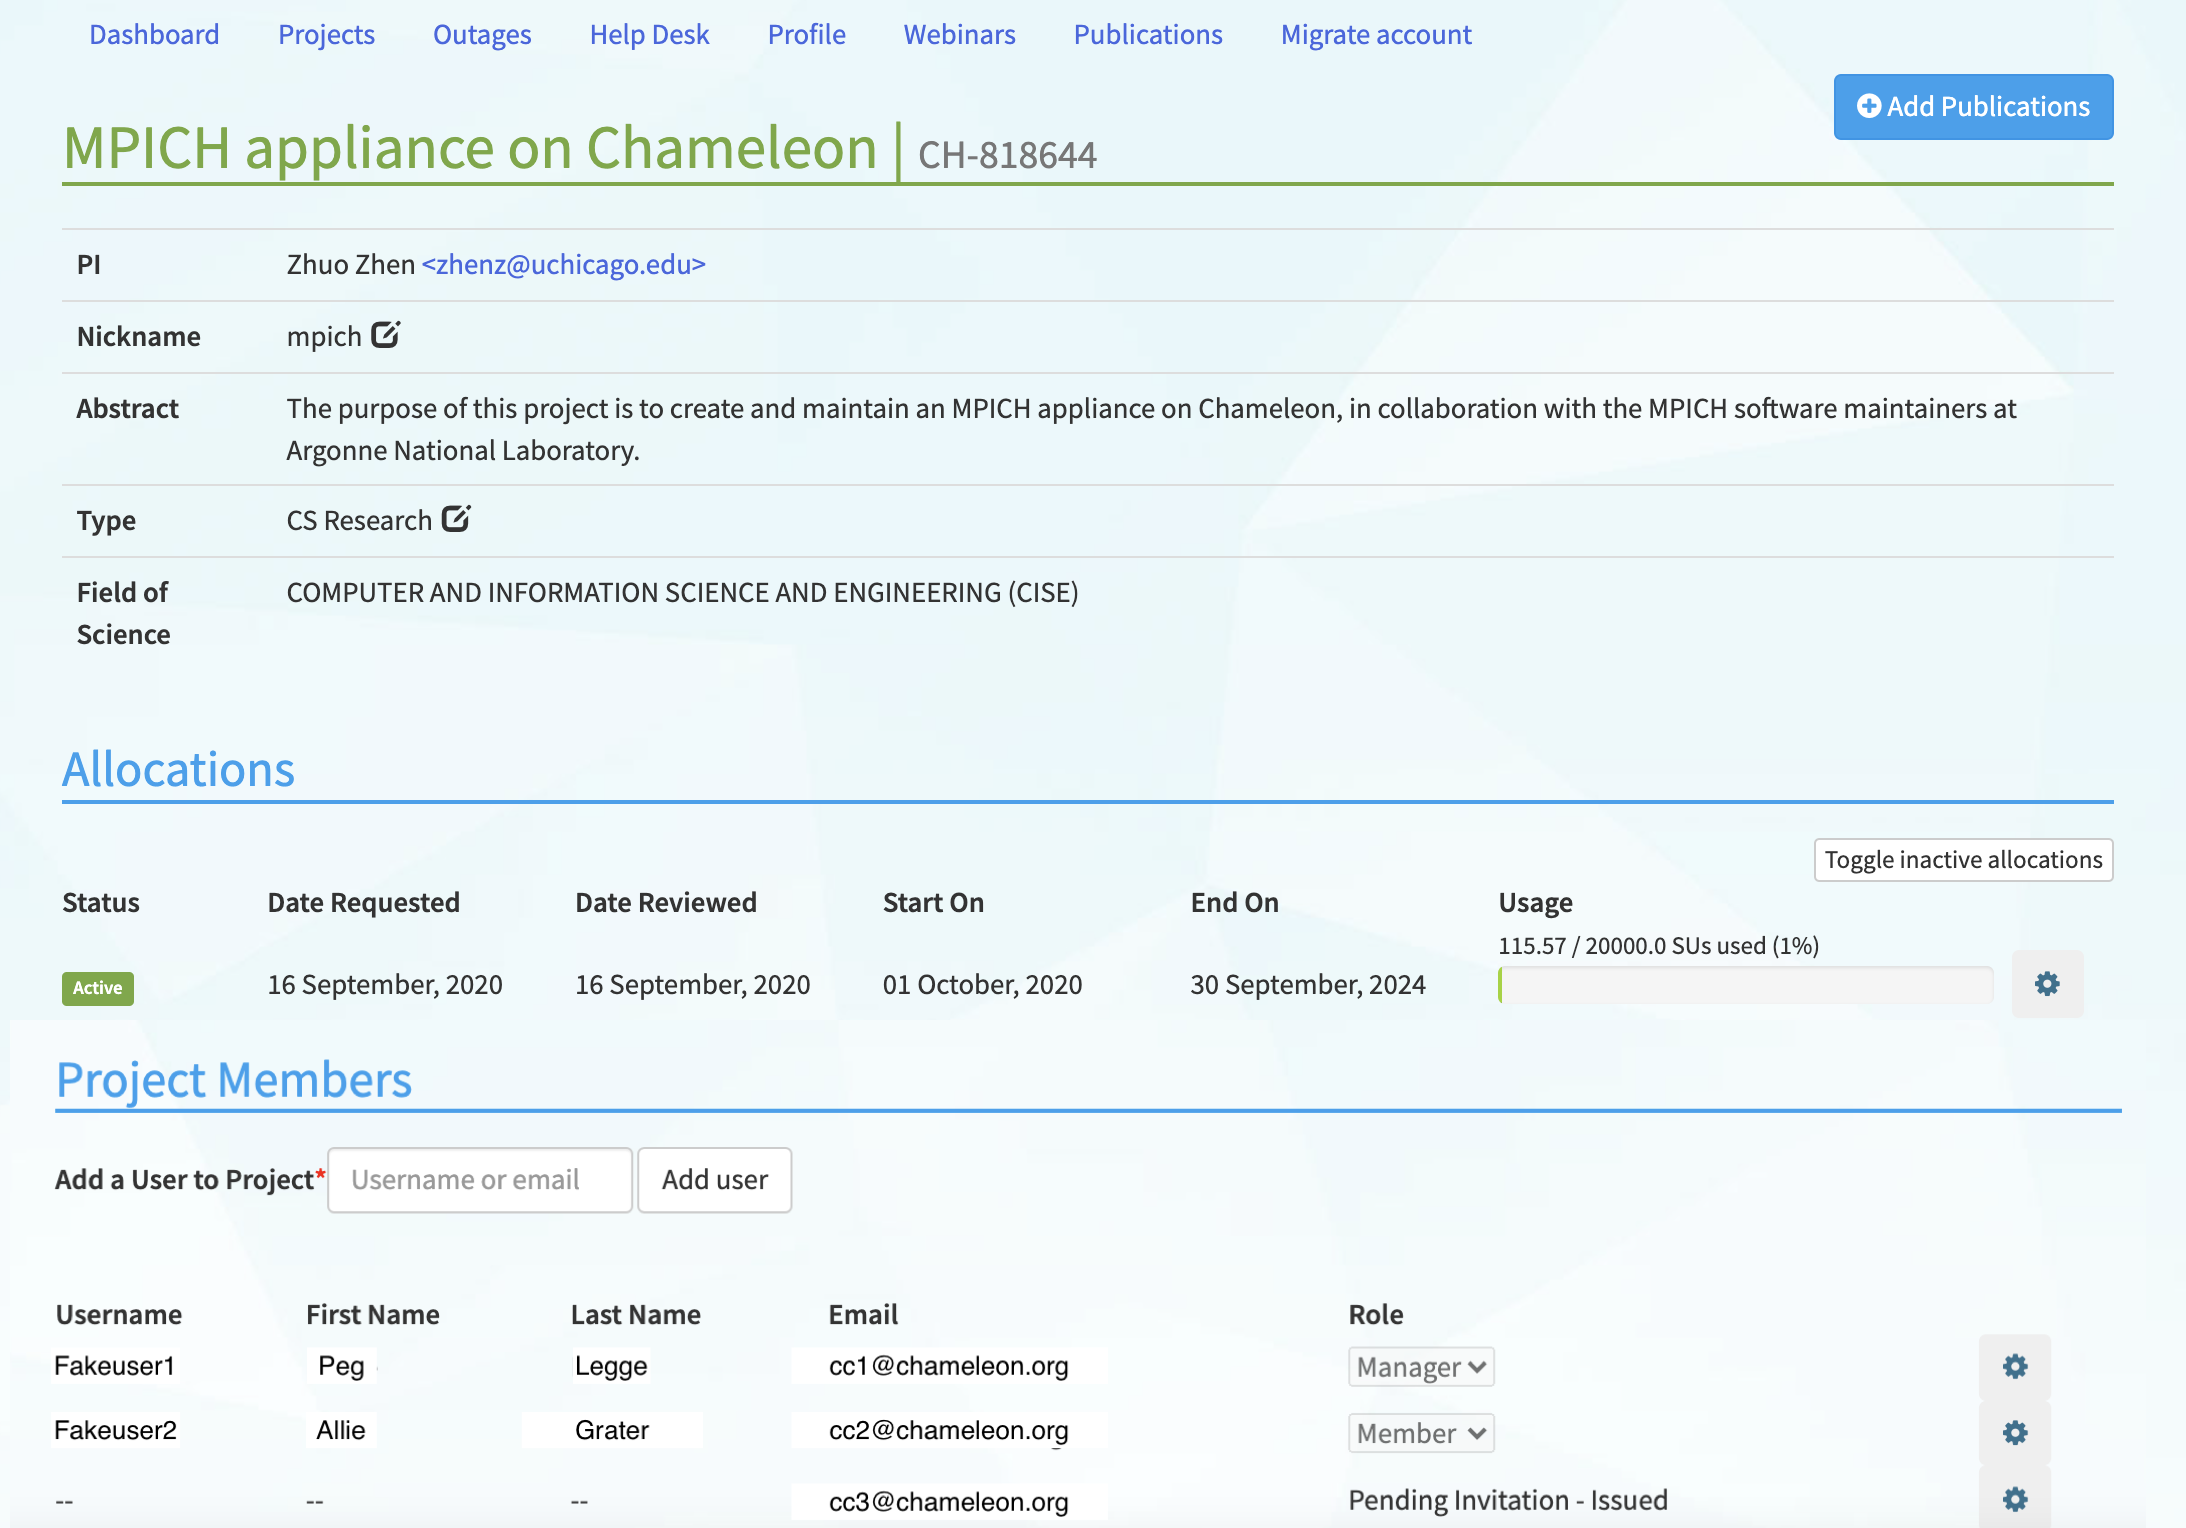 Dashboard Projects Outages Help Desk Profile Webinars Publications Migrate account
Add Publications
MPICH appliance on Chameleon | CH-818644
PI Zhuo Zhen <zhenz@uchicago.edu>
Nickname mpich
Abstract The purpose of this project is to create and maintain an MPICH appliance on Chameleon, in collaboration with the MPICH software maintainers at
Argonne National Laboratory.
Type CS Research
Field of COMPUTER AND INFORMATION SCIENCE AND ENGINEERING (CISE)
Science
Allocations
Toggle inactive allocations
Status Date Requested Date Reviewed Start On End On Usage
115.57 / 20000.0 SUs used (1%)
Active 16 September, 2020 16 September, 2020 01 October, 2020 30 September, 2024
Project Members
Add a User to Project* Username or email Add user
Username First Name Last Name Email Role
Fakeuser1 Peg Legge cc1@chameleon.org Manager
Fakeuser2 Allie Grater cc2@chameleon.org Member
-- -- -- cc3@chameleon.org Pending Invitation - Issued